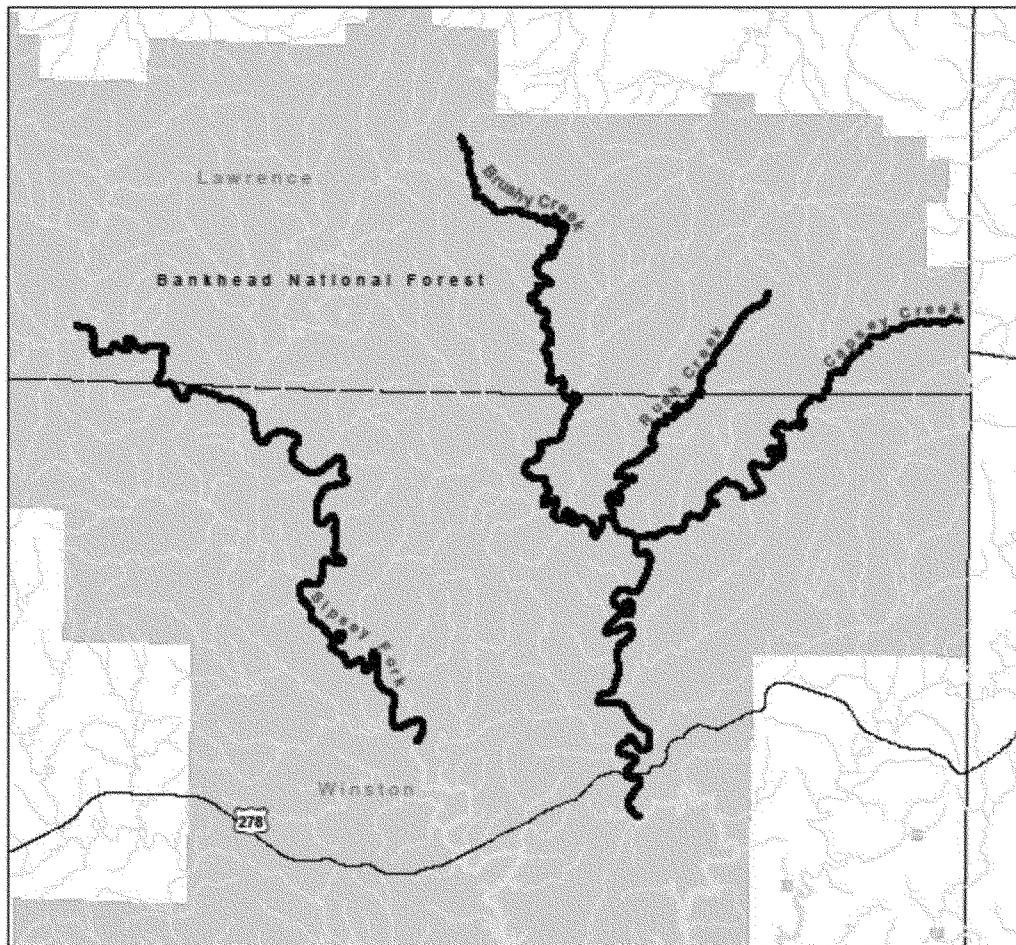 Lawrence
Brushy Creek
Bankhead National Forest
Capsey Creek
Rush Creek
Sipsey Fork
Winston
278